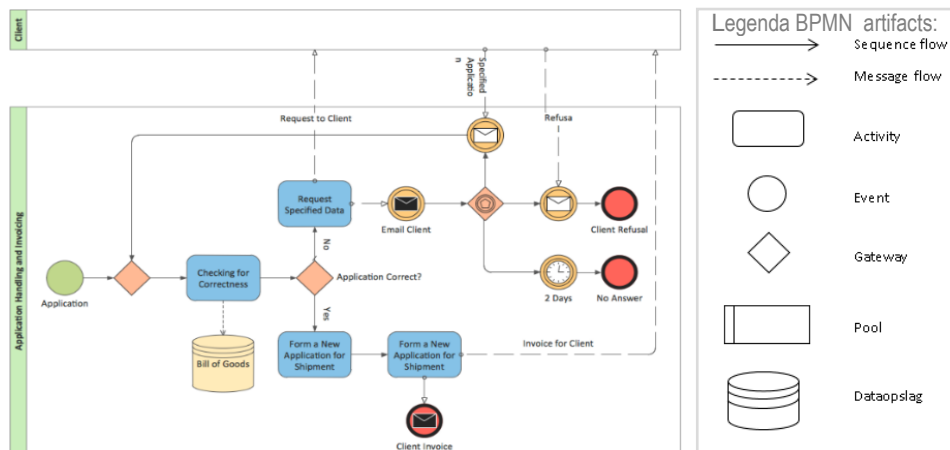 Client
Specified
Applicatio
n
Request to Client
Refusa
Application Handling and Invoicing
Request
Specified Data
Email Client
Client Refusal
No
Application
Checking for
Correctness
Application Correct?
2 Days
No Answer
Yes
Bill of Goods
Form a New
Application for
Shipment
Form a New
Application for
Shipment
Invoice for Client
Client Invoice
Legenda BPMN artifacts:
Sequence flow
Message flow
Activity
Event
Gateway
Pool
Dataopslag